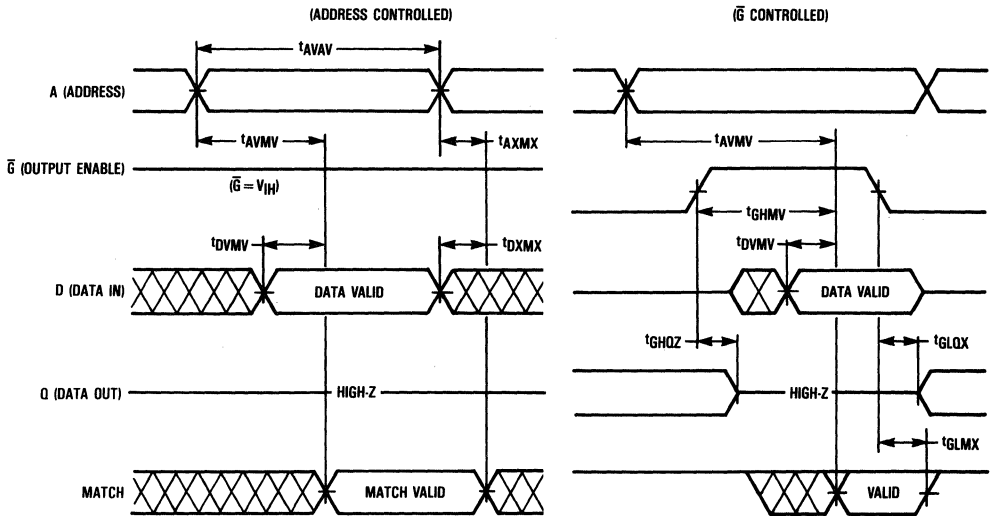 (ADDRESS CONTROLLED)
(G̅ CONTROLLED)
tAVAV
A (ADDRESS)
tAVMV
tAXMX
tAVMV
G̅ (OUTPUT ENABLE)
(G̅ = VIH)
tGHMV
tDVMV
tDXMX
tDVMV
D (DATA IN)
DATA VALID
DATA VALID
tGHQZ
tGLQX
Q (DATA OUT)
HIGH-Z
HIGH-Z
tGLMX
MATCH
MATCH VALID
VALID